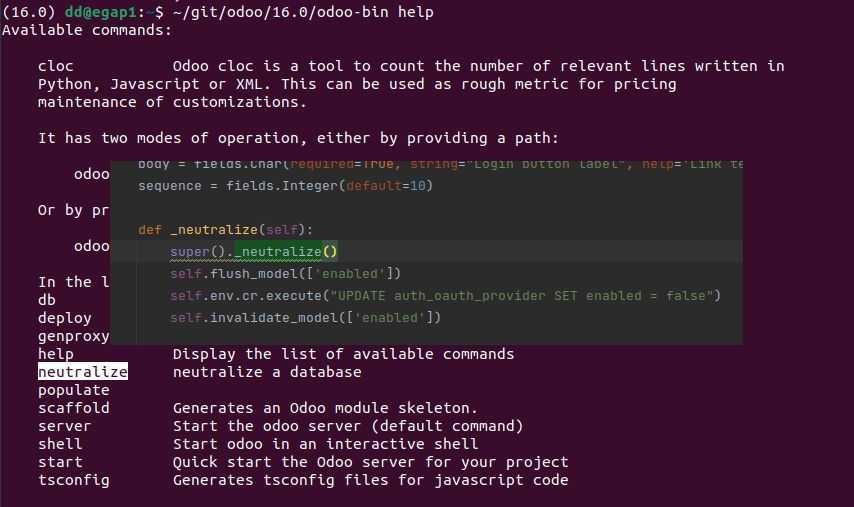 (16.0) dd@egap1:~$ ~/git/odoo/16.0/odoo-bin help
Available commands:
cloc Odoo cloc is a tool to count the number of relevant lines written in
Python, Javascript or XML. This can be used as rough metric for pricing
maintenance of customizations.
It has two modes of operation, either by providing a path:
odoo
body = fields.Char(required=True, string="Login button label", help='Link te
sequence = fields.Integer(default=10)
Or by pr
def _neutralize(self):
odoo
super()._neutralize()
self.flush_model(['enabled'])
In the l
db
self.env.cr.execute("UPDATE auth_oauth_provider SET enabled = false")
deploy
self.invalidate_model(['enabled'])
genproxy
help Display the list of available commands
neutralize neutralize a database
populate
scaffold Generates an Odoo module skeleton.
server Start the odoo server (default command)
shell Start odoo in an interactive shell
start Quick start the Odoo server for your project
tsconfig Generates tsconfig files for javascript code